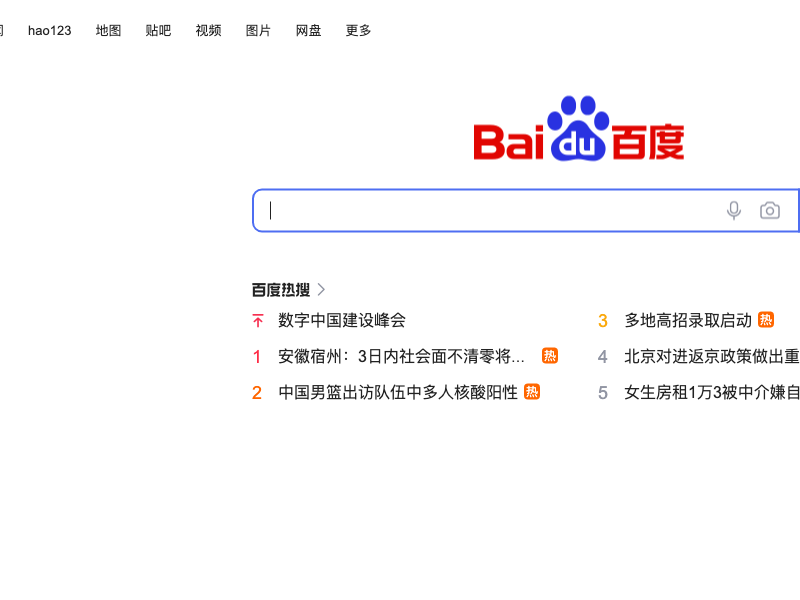 hao123 地图 贴吧 视频 图片 网盘 更多
Bai du 百度
百度热搜
数字中国建设峰会
1 安徽宿州：3日内社会面不清零将... 热
2 中国男篮出访队伍中多人核酸阳性 热
3 多地高招录取启动 热
4 北京对进返京政策做出重
5 女生房租1万3被中介嫌自